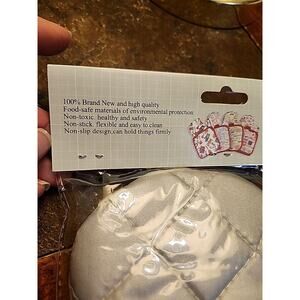 100% Brand New and high quality
Food-safe materials of environmental protection
Non-toxic. healthy and safety
Non-stick. flexible and easy to clean
Non-slip design,can hold things firmly